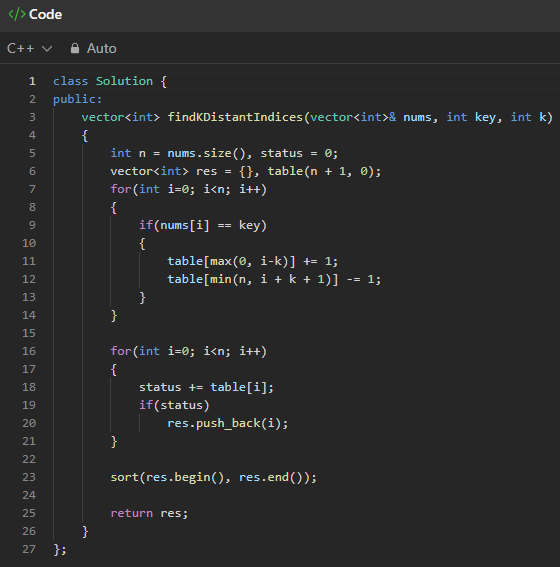 </> Code
C++ Auto
1 class Solution {
2 public:
3     vector<int> findKDistantIndices(vector<int>& nums, int key, int k)
4     {
5         int n = nums.size(), status = 0;
6         vector<int> res = {}, table(n + 1, 0);
7         for(int i=0; i<n; i++)
8         {
9             if(nums[i] == key)
10             {
11                 table[max(0, i-k)] += 1;
12                 table[min(n, i + k + 1)] -= 1;
13             }
14         }
15
16         for(int i=0; i<n; i++)
17         {
18             status += table[i];
19             if(status)
20                 res.push_back(i);
21         }
22
23         sort(res.begin(), res.end());
24
25         return res;
26     }
27 };